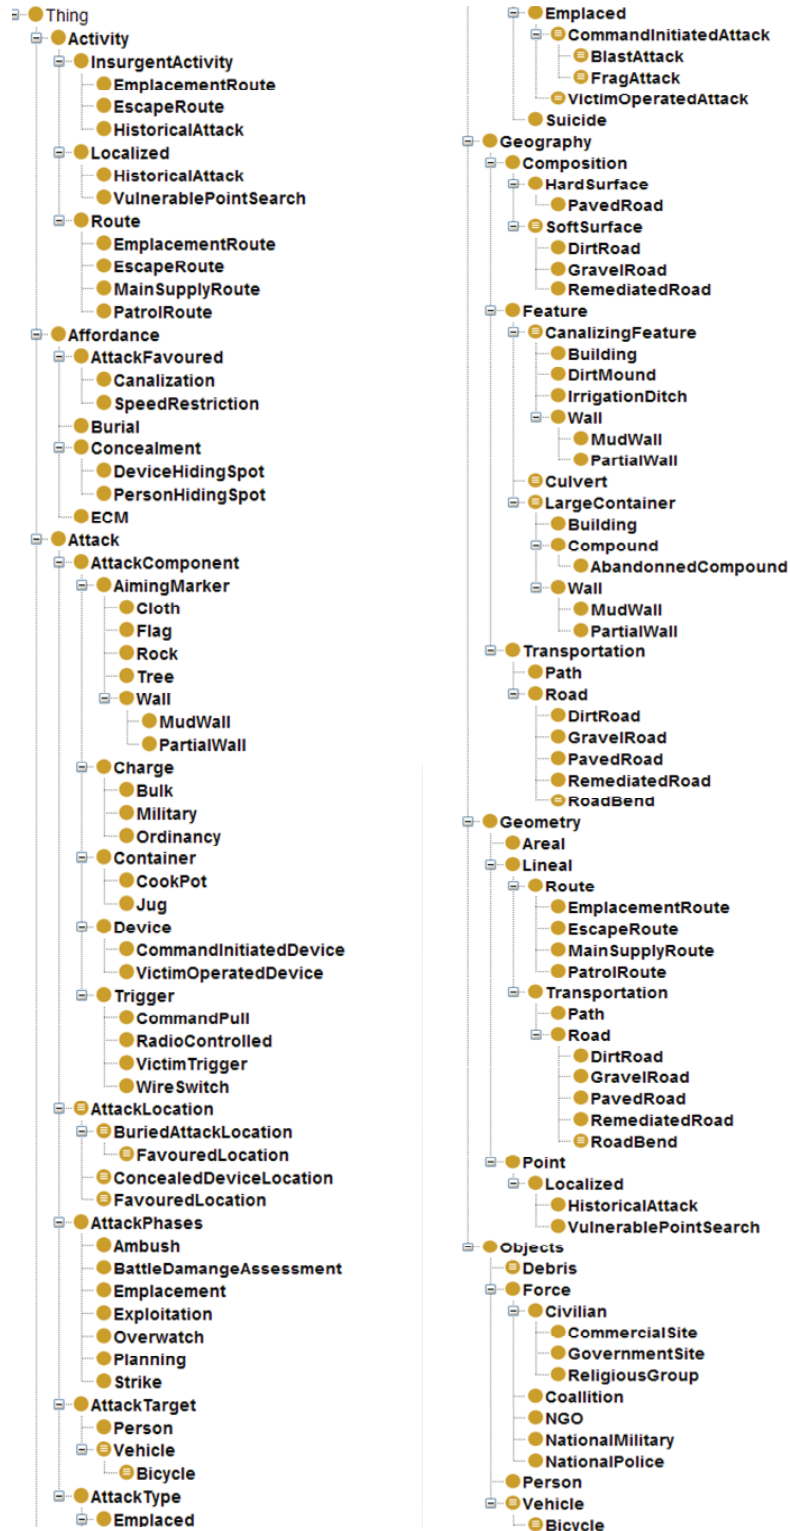 Thing
Activity
InsurgentActivity
EmplacementRoute
EscapeRoute
HistoricalAttack
Localized
HistoricalAttack
VulnerablePointSearch
Route
EmplacementRoute
EscapeRoute
MainSupplyRoute
PatrolRoute
Affordance
AttackFavoured
Canalization
SpeedRestriction
Burial
Concealment
DeviceHidingSpot
PersonHidingSpot
ECM
Attack
AttackComponent
AimingMarker
Cloth
Flag
Rock
Tree
Wall
MudWall
PartialWall
Charge
Bulk
Military
Ordinancy
Container
CookPot
Jug
Device
CommandInitiatedDevice
VictimOperatedDevice
Trigger
CommandPull
RadioControlled
VictimTrigger
WireSwitch
AttackLocation
BuriedAttackLocation
FavouredLocation
ConcealedDeviceLocation
FavouredLocation
AttackPhases
Ambush
BattleDamangeAssessment
Emplacement
Exploitation
Overwatch
Planning
Strike
AttackTarget
Person
Vehicle
Bicycle
AttackType
Emplaced
Emplaced
CommandInitiatedAttack
BlastAttack
FragAttack
VictimOperatedAttack
Suicide
Geography
Composition
HardSurface
PavedRoad
SoftSurface
DirtRoad
GravelRoad
RemediatedRoad
Feature
CanalizingFeature
Building
DirtMound
IrrigationDitch
Wall
MudWall
PartialWall
Culvert
LargeContainer
Building
Compound
AbandonnedCompound
Wall
MudWall
PartialWall
Transportation
Path
Road
DirtRoad
GravelRoad
PavedRoad
RemediatedRoad
RoadBend
Geometry
Areal
Lineal
Route
EmplacementRoute
EscapeRoute
MainSupplyRoute
PatrolRoute
Transportation
Path
Road
DirtRoad
GravelRoad
PavedRoad
RemediatedRoad
RoadBend
Point
Localized
HistoricalAttack
VulnerablePointSearch
Objects
Debris
Force
Civilian
CommercialSite
GovernmentSite
ReligiousGroup
Coallition
NGO
NationalMilitary
NationalPolice
Person
Vehicle
Bicycle